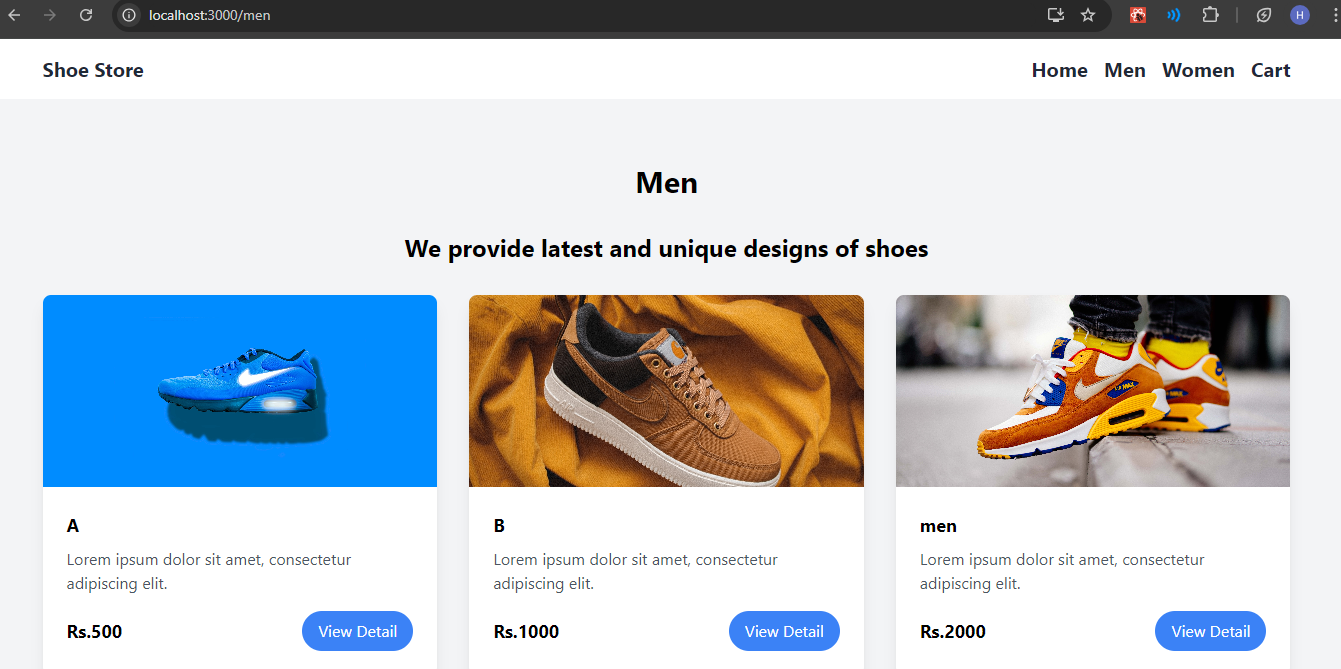 localhost:3000/men
H
Shoe Store
Home Men Women Cart
Men
We provide latest and unique designs of shoes
A
Lorem ipsum dolor sit amet, consectetur
adipiscing elit.
Rs.500
View Detail
B
Lorem ipsum dolor sit amet, consectetur
adipiscing elit.
Rs.1000
View Detail
men
Lorem ipsum dolor sit amet, consectetur
adipiscing elit.
Rs.2000
View Detail